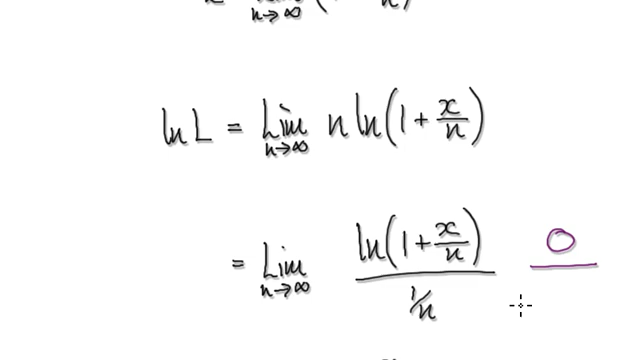 n→∞
ln L = Lim n→∞ n ln(1 + x/n)
= Lim n→∞ ln(1 + x/n) / 1/n 0